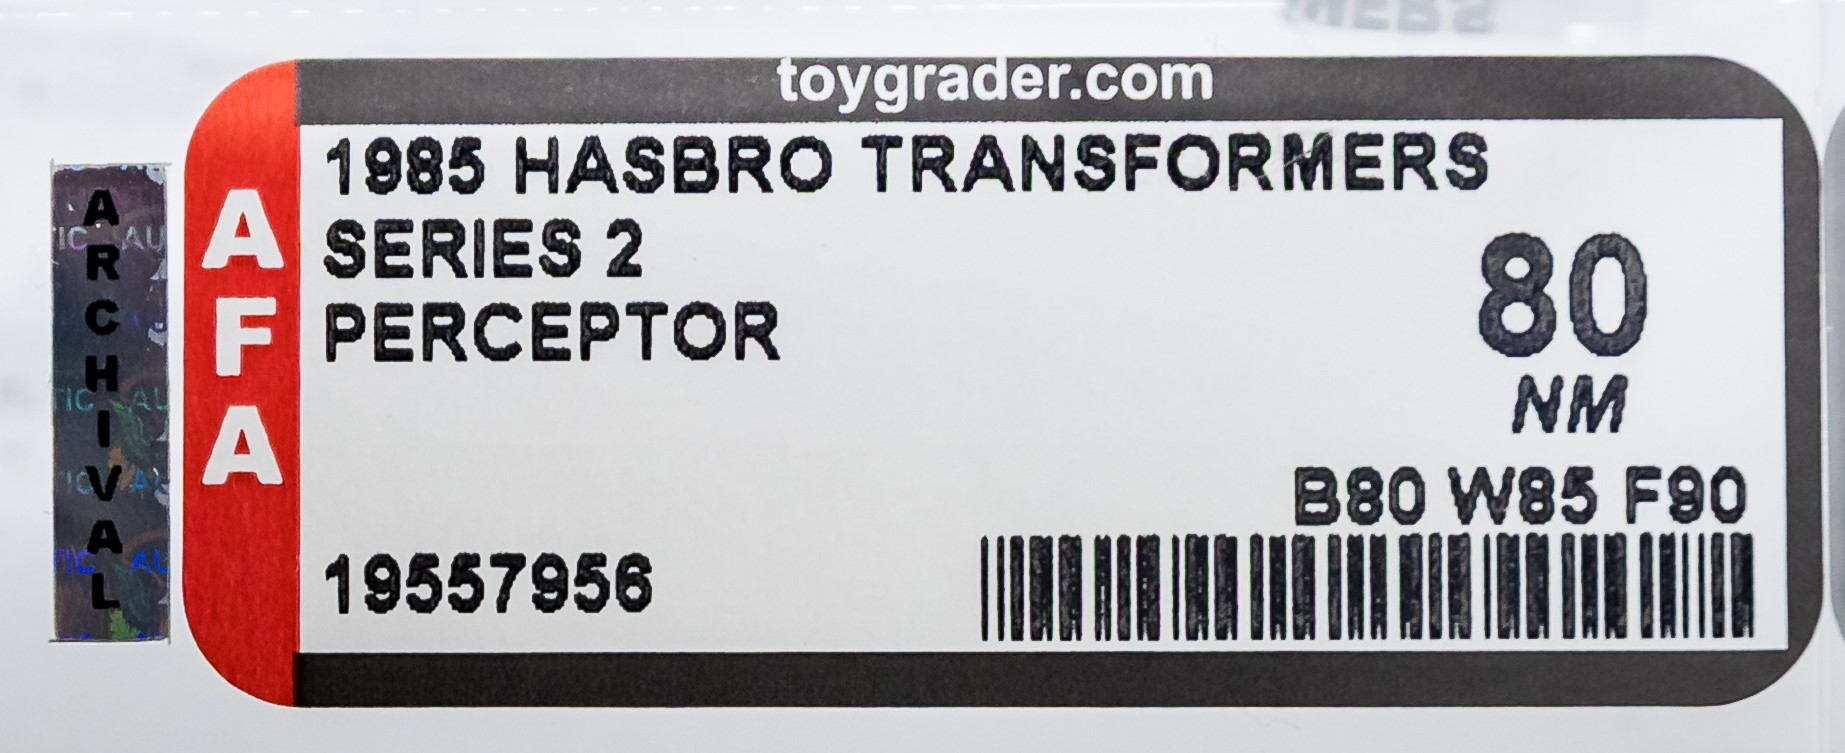 toygrader.com
ARCHIVAL
AFA
1985 HASBRO TRANSFORMERS
SERIES 2
PERCEPTOR
80
NM
B80 W85 F90
19557956